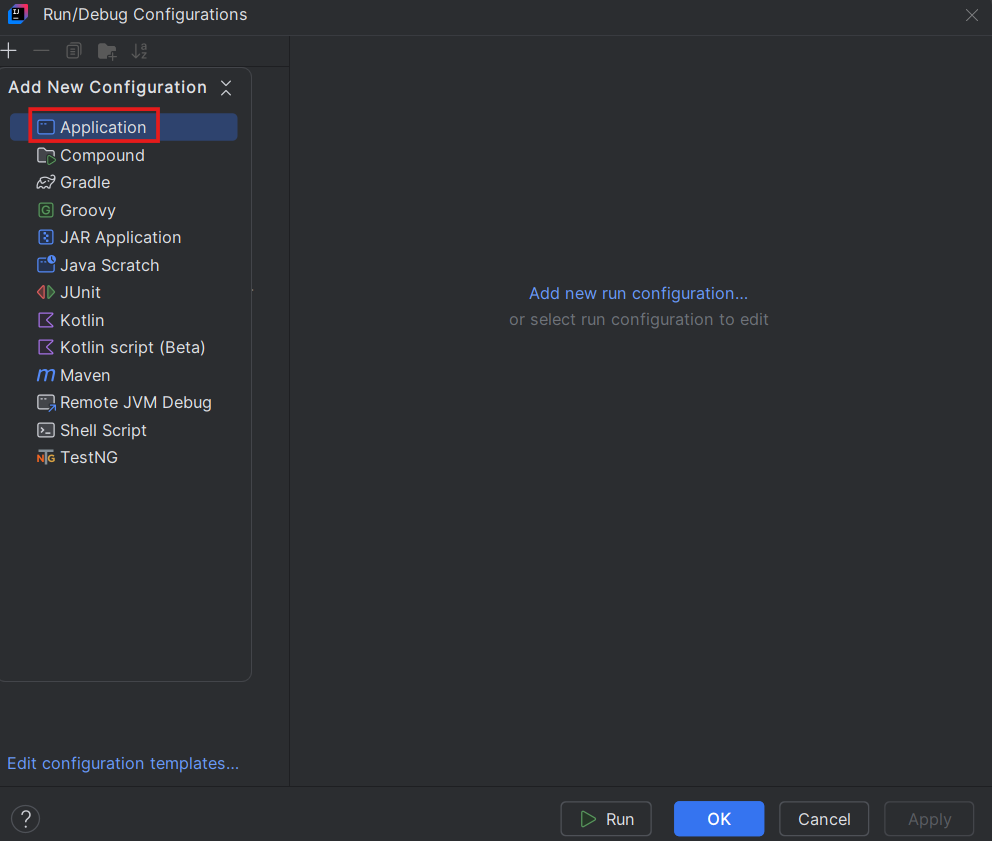 Run/Debug Configurations
Add New Configuration
Application
Compound
Gradle
Groovy
JAR Application
Java Scratch
JUnit
Kotlin
Kotlin script (Beta)
Maven
Remote JVM Debug
Shell Script
TestNG
Add new run configuration...
or select run configuration to edit
Edit configuration templates...
? Run OK Cancel Apply